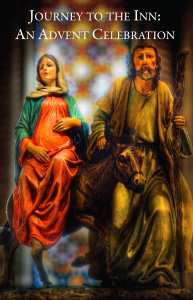 Journey to the Inn:
An Advent Celebration